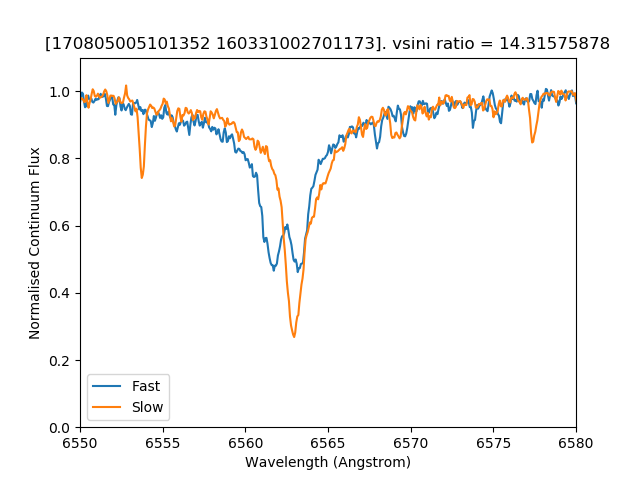 [170805005101352 160331002701173]. vsini ratio = 14.31575878
Normalised Continuum Flux
1.0
0.8
0.6
0.4
0.2
0.0
Fast
Slow
6550 6555 6560 6565 6570 6575 6580
Wavelength (Angstrom)